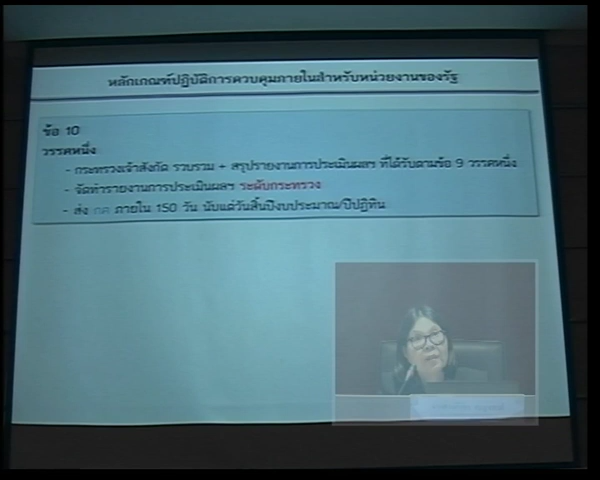 หลักเกณฑ์ปฏิบัติการควบคุมภายในสำหรับหน่วยงานของรัฐ
ข้อ 10
วรรคหนึ่ง
- กระทรวงเจ้าสังกัด รวบรวม + สรุปรายงานการประเมินผลฯ ที่ได้รับตามข้อ 9 วรรคหนึ่ง
- จัดทำรายงานการประเมินผลฯ ระดับกระทรวง
- ส่ง กค ภายใน 150 วัน นับแต่วันสิ้นปีงบประมาณ/ปีปฏิทิน